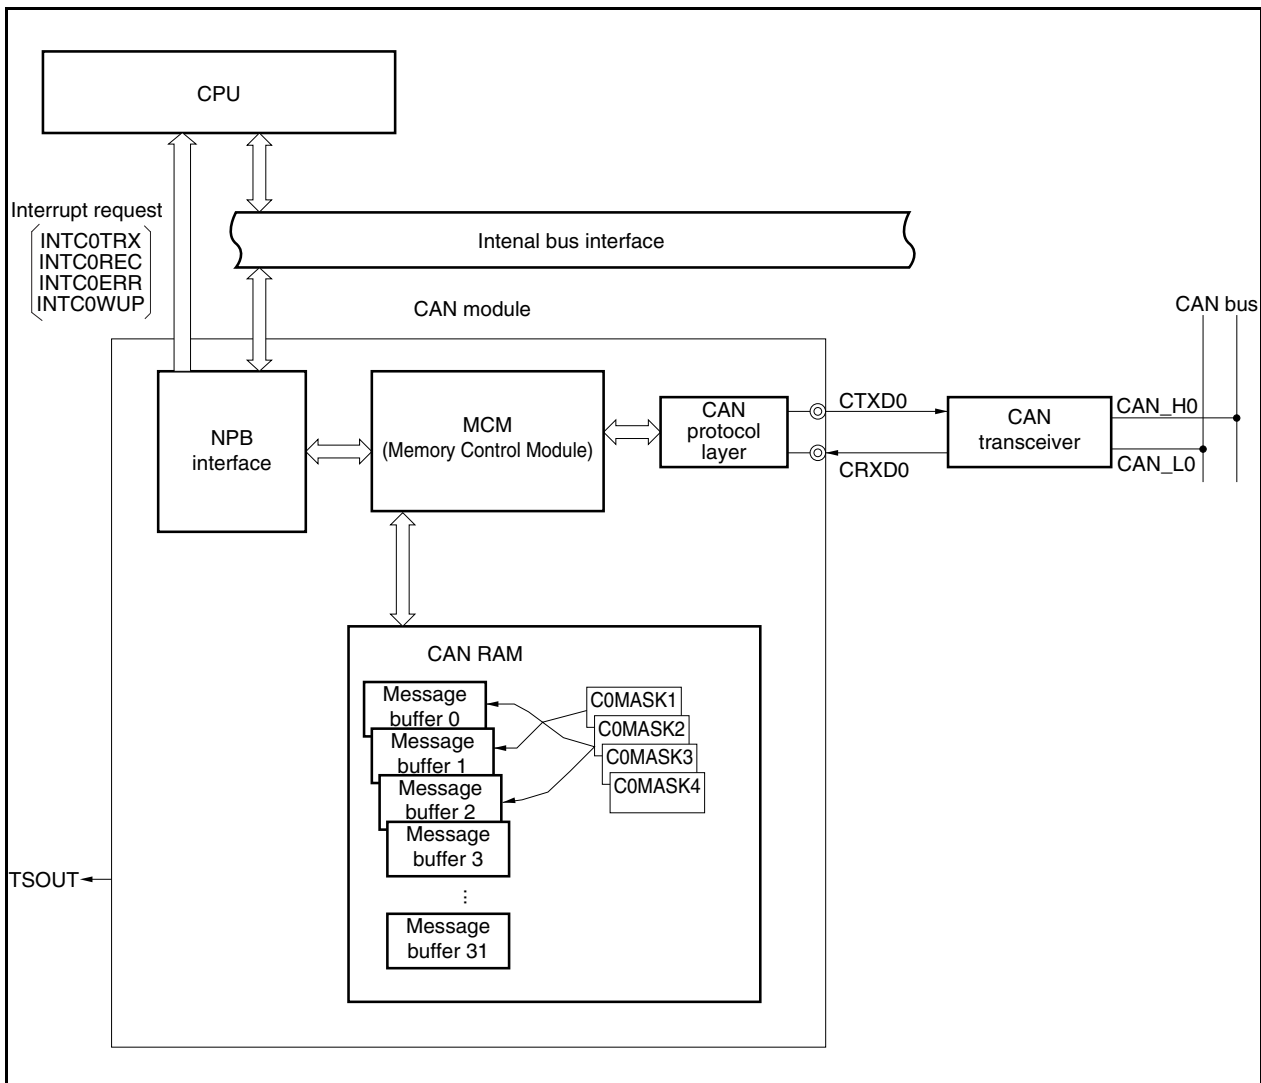 CPU
Interrupt request
INTC0TRX
INTC0REC
INTC0ERR
INTC0WUP
Intenal bus interface
CAN module
CAN bus
NPB
interface
MCM
(Memory Control Module)
CAN
protocol
layer
CTXD0
CRXD0
CAN
transceiver
CAN_H0
CAN_L0
CAN RAM
Message
buffer 0
Message
buffer 1
Message
buffer 2
Message
buffer 3
...
Message
buffer 31
C0MASK1
C0MASK2
C0MASK3
C0MASK4
TSOUT